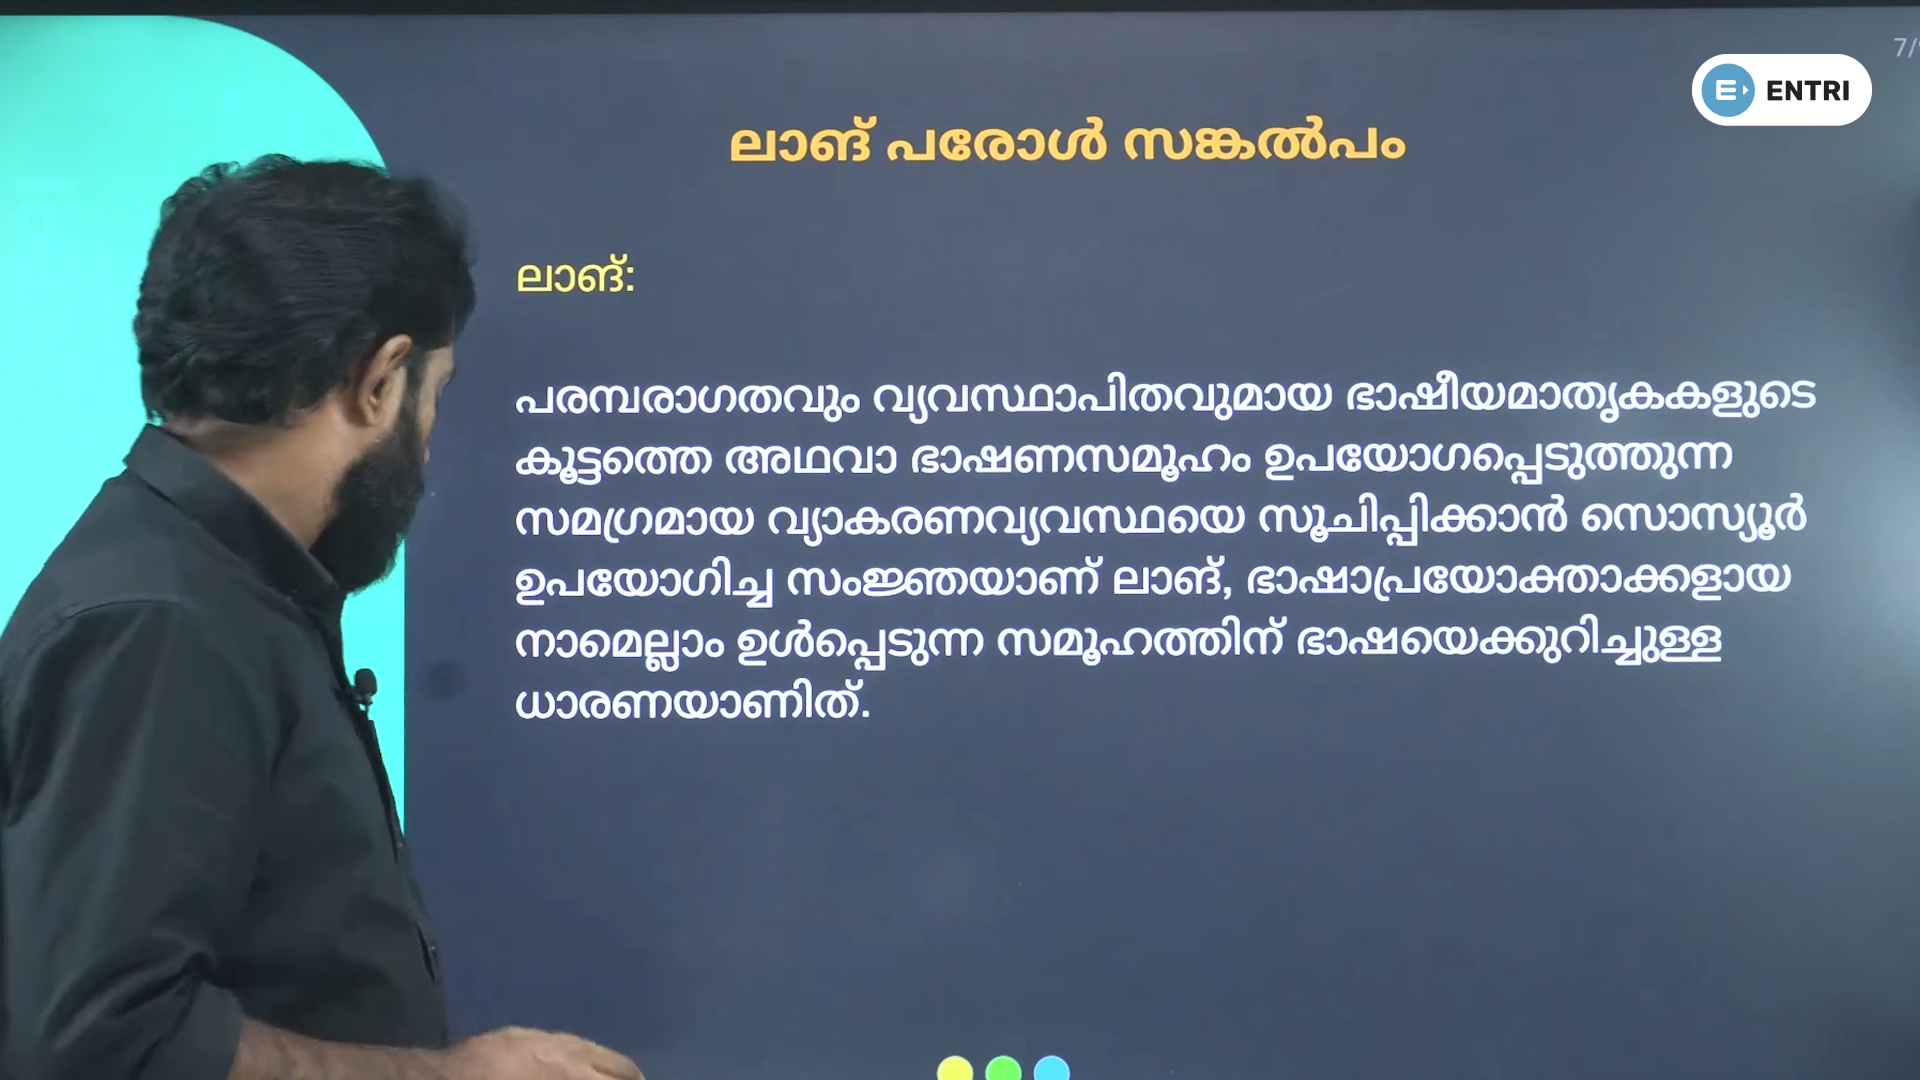 7/
ENTRI
ലാങ് പരോൾ സങ്കൽപം
ലാങ്:
പരമ്പരാഗതവും വ്യവസ്ഥാപിതവുമായ ഭാഷീയമാതൃകകളുടെ
കൂട്ടത്തെ അഥവാ ഭാഷണസമൂഹം ഉപയോഗപ്പെടുത്തുന്ന
സമഗ്രമായ വ്യാകരണവ്യവസ്ഥയെ സൂചിപ്പിക്കാൻ സൊസ്യൂർ
ഉപയോഗിച്ച സംജ്ഞയാണ് ലാങ്, ഭാഷാപ്രയോക്താക്കളായ
നാമെല്ലാം ഉൾപ്പെടുന്ന സമൂഹത്തിന് ഭാഷയെക്കുറിച്ചുള്ള
ധാരണയാണിത്.